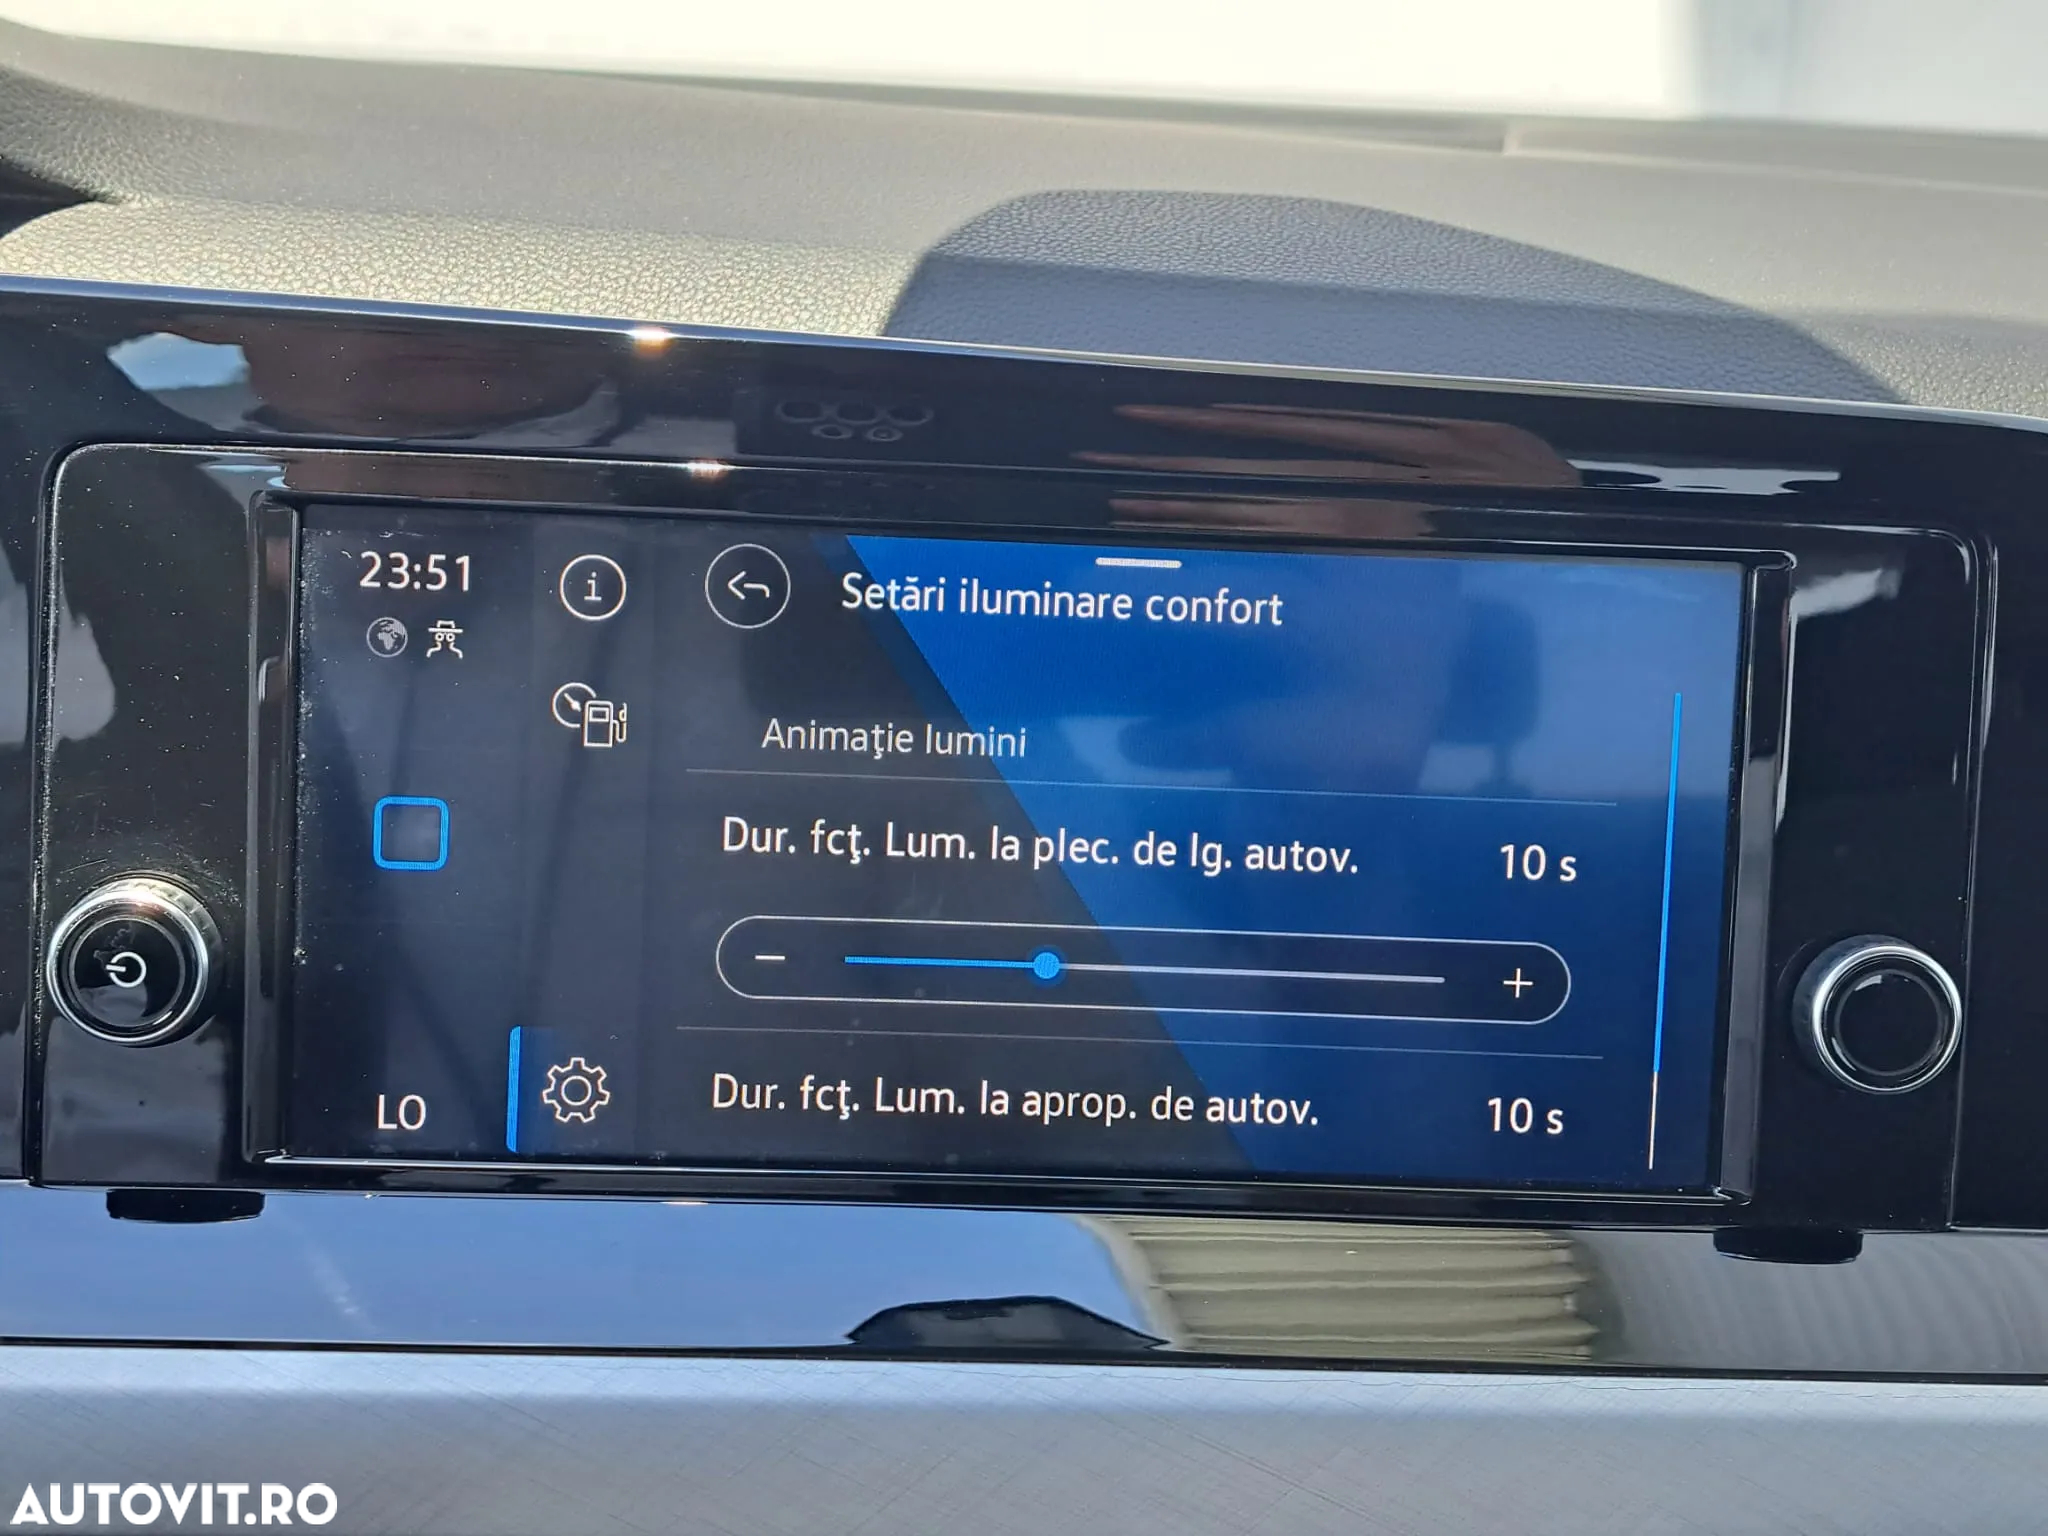 23:51
i
Setări iluminare confort
Animaţie lumini
Dur. fcţ. Lum. la plec. de lg. autov. 10 s
− +
Dur. fcţ. Lum. la aprop. de autov. 10 s
LO
AUTOVIT.RO